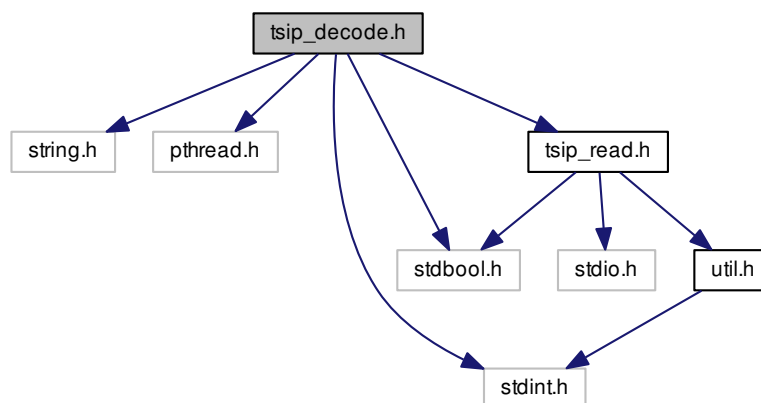 tsip_decode.h
string.h
pthread.h
tsip_read.h
stdbool.h
stdio.h
util.h
stdint.h